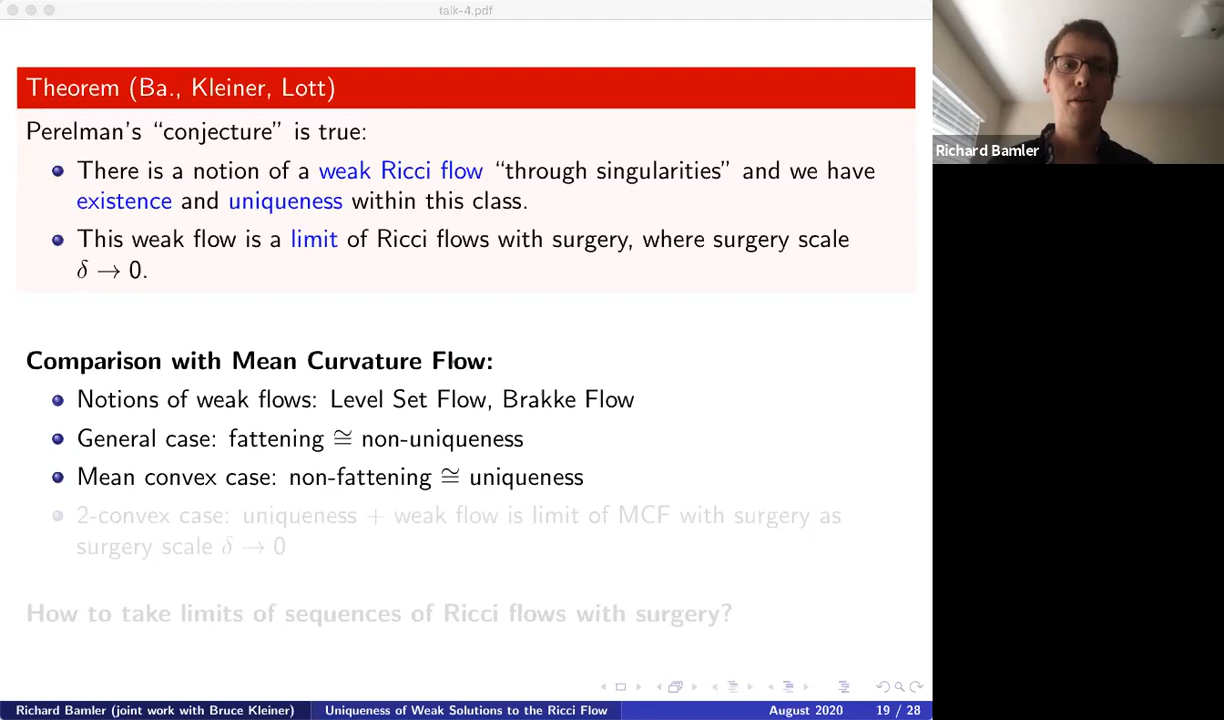 talk-4.pdf
Theorem (Ba., Kleiner, Lott)
Perelman's “conjecture” is true:
There is a notion of a weak Ricci flow “through singularities” and we have
existence and uniqueness within this class.
This weak flow is a limit of Ricci flows with surgery, where surgery scale
δ → 0.
Comparison with Mean Curvature Flow:
Notions of weak flows: Level Set Flow, Brakke Flow
General case: fattening ≅ non-uniqueness
Mean convex case: non-fattening ≅ uniqueness
2-convex case: uniqueness + weak flow is limit of MCF with surgery as
surgery scale δ → 0
How to take limits of sequences of Ricci flows with surgery?
Richard Bamler (joint work with Bruce Kleiner) Uniqueness of Weak Solutions to the Ricci Flow August 2020 19 / 28
Richard Bamler